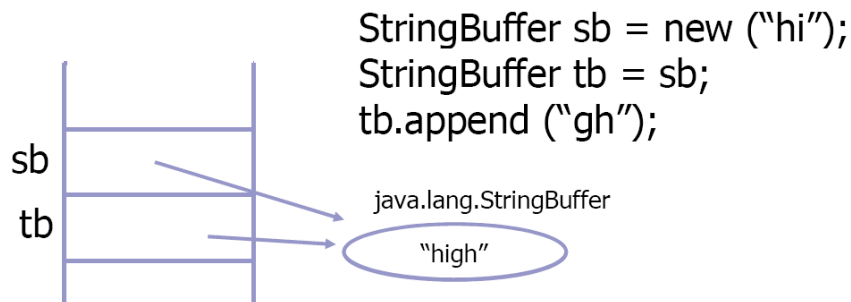 StringBuffer sb = new (“hi”);
StringBuffer tb = sb;
tb.append (“gh”);
sb
java.lang.StringBuffer
tb
“high”